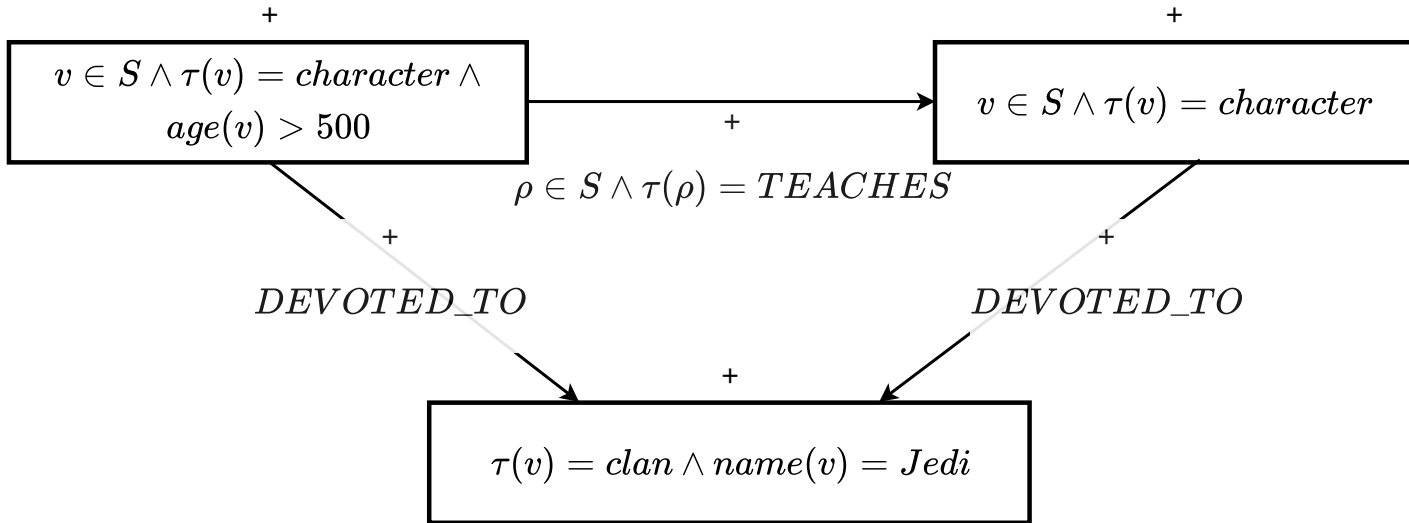 +
+
v ∈ S ∧ τ(v) = character ∧
age(v) > 500
v ∈ S ∧ τ(v) = character
+
ρ ∈ S ∧ τ(ρ) = TEACHES
+
+
DEVOTED_TO
DEVOTED_TO
+
τ(v) = clan ∧ name(v) = Jedi